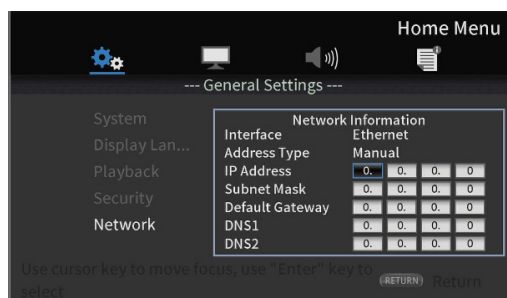 Home Menu
--- General Settings ---
System
Display Lan...
Playback
Security
Network
Network Information
Interface Ethernet
Address Type Manual
IP Address 0. 0. 0. 0
Subnet Mask 0. 0. 0. 0
Default Gateway 0. 0. 0. 0
DNS1 0. 0. 0. 0
DNS2 0. 0. 0. 0
Use cursor key to move focus, use "Enter" key to
select
RETURN Return